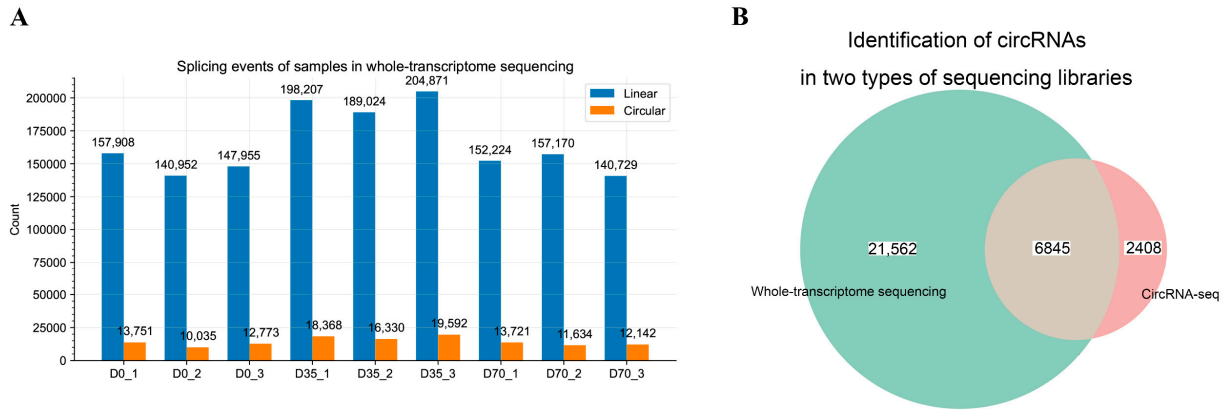 A
Splicing events of samples in whole-transcriptome sequencing
Linear
Circular
Count
200000
175000
150000
125000
100000
75000
50000
25000
0
157,908
140,952
147,955
198,207
189,024
204,871
152,224
157,170
140,729
13,751
10,035
12,773
18,368
16,330
19,592
13,721
11,634
12,142
D0_1
D0_2
D0_3
D35_1
D35_2
D35_3
D70_1
D70_2
D70_3
B
Identification of circRNAs
in two types of sequencing libraries
21,562
6845
2408
Whole-transcriptome sequencing
CircRNA-seq